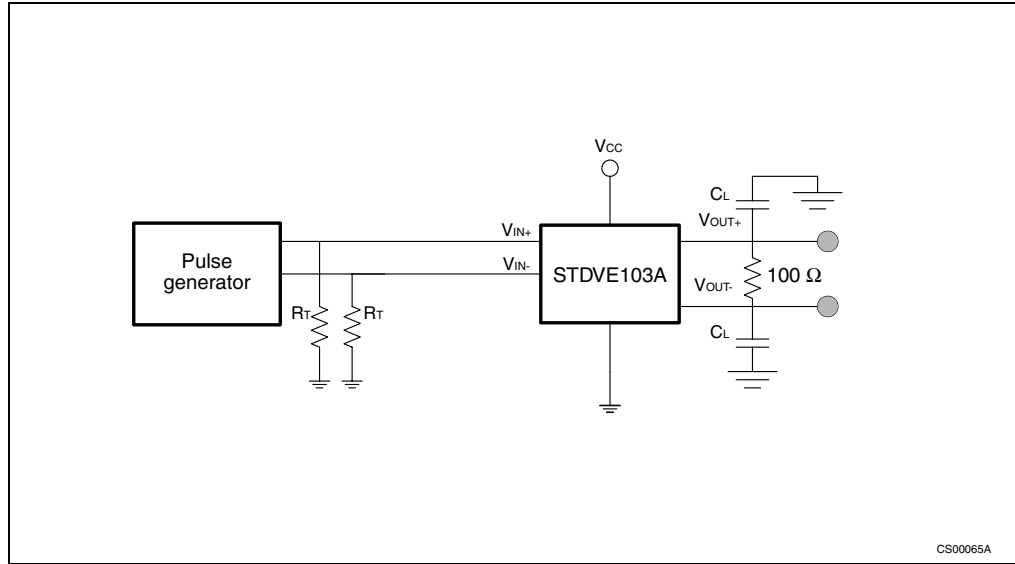 VCC
CL
VOUT+
VIN+
Pulse
generator
VIN-
STDVE103A
100 Ω
VOUT-
RT
RT
CL
CS00065A